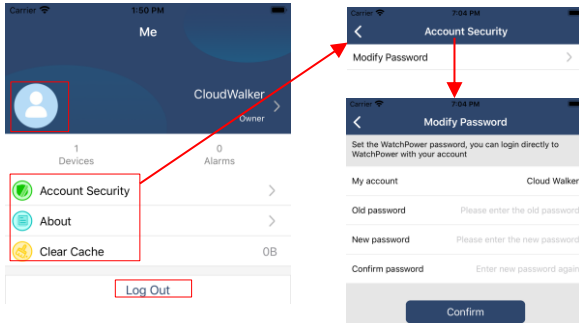 Carrier 1:50 PM
Me
CloudWalker
Owner
1 0
Devices Alarms
Account Security
About
Clear Cache 0B
Log Out
Carrier 7:04 PM
Account Security
Modify Password
Carrier 7:04 PM
Modify Password
Set the WatchPower password, you can login directly to
WatchPower with your account
My account Cloud Walker
Old password Please enter the old password
New password Please enter the new password
Confirm password Enter new password again
Confirm